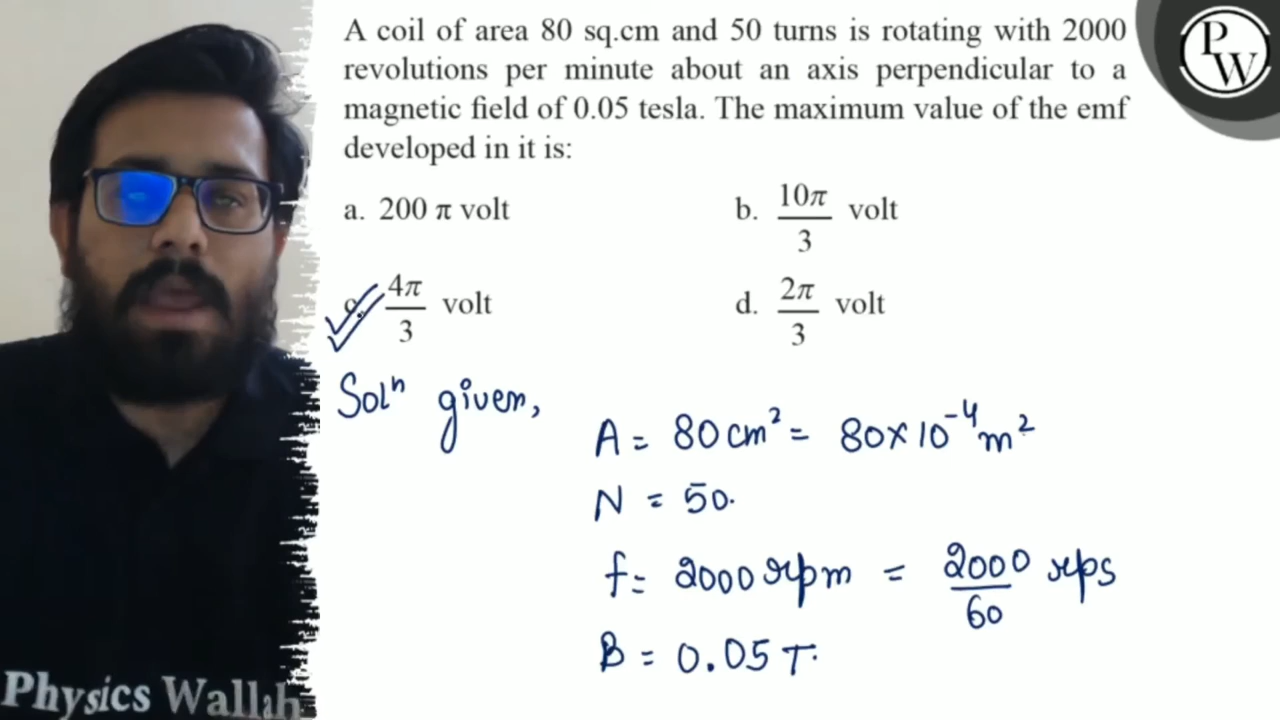 A coil of area 80 sq.cm and 50 turns is rotating with 2000
revolutions per minute about an axis perpendicular to a
magnetic field of 0.05 tesla. The maximum value of the emf
developed in it is:
a. 200 π volt
b. 10π/3 volt
c. 4π/3 volt
d. 2π/3 volt
Solⁿ given,
A = 80 cm² = 80×10⁻⁴ m²
N = 50.
f = 2000 rpm = 2000/60 rps
B = 0.05 T.
PW
Physics Wallah